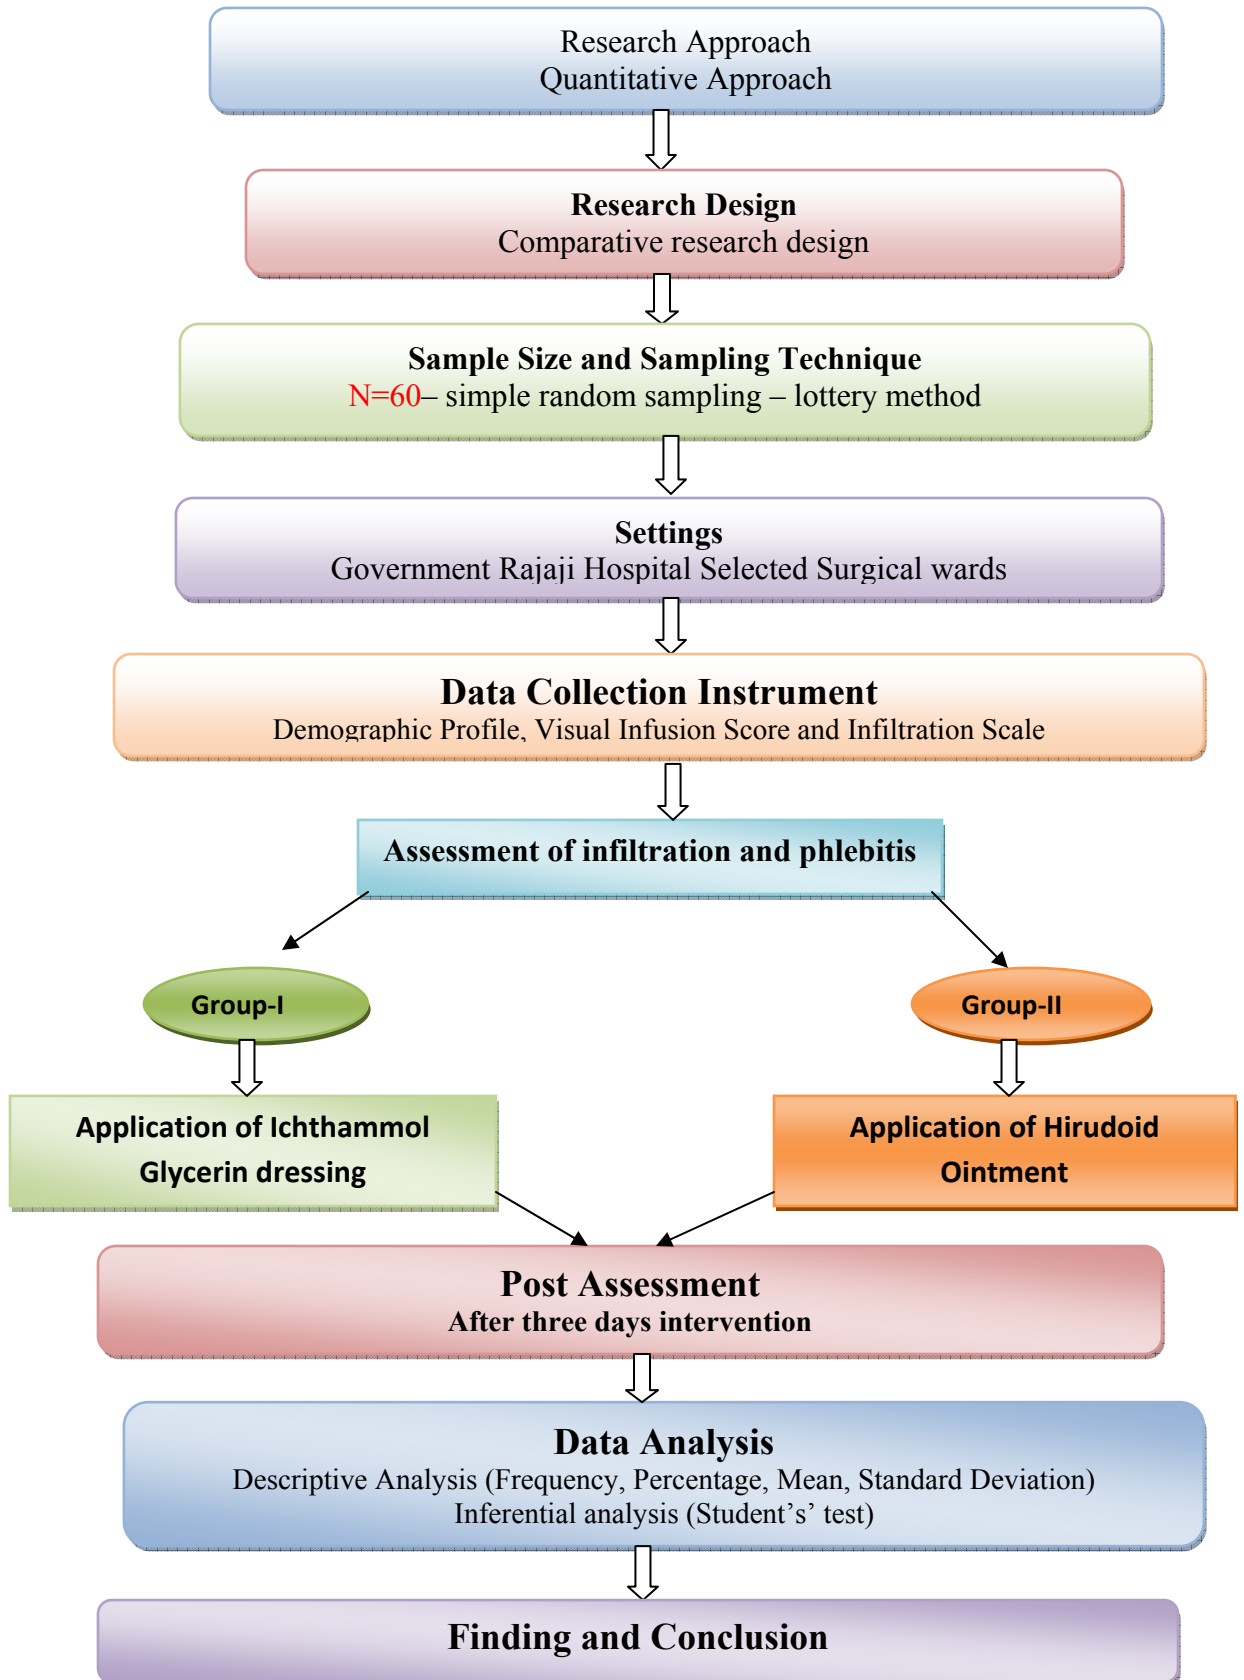 Research Approach
Quantitative Approach
Research Design
Comparative research design
Sample Size and Sampling Technique
N=60– simple random sampling – lottery method
Settings
Government Rajaji Hospital Selected Surgical wards
Data Collection Instrument
Demographic Profile, Visual Infusion Score and Infiltration Scale
Assessment of infiltration and phlebitis
Group-I
Group-II
Application of Ichthammol
Glycerin dressing
Application of Hirudoid
Ointment
Post Assessment
After three days intervention
Data Analysis
Descriptive Analysis (Frequency, Percentage, Mean, Standard Deviation)
Inferential analysis (Student’s’ test)
Finding and Conclusion